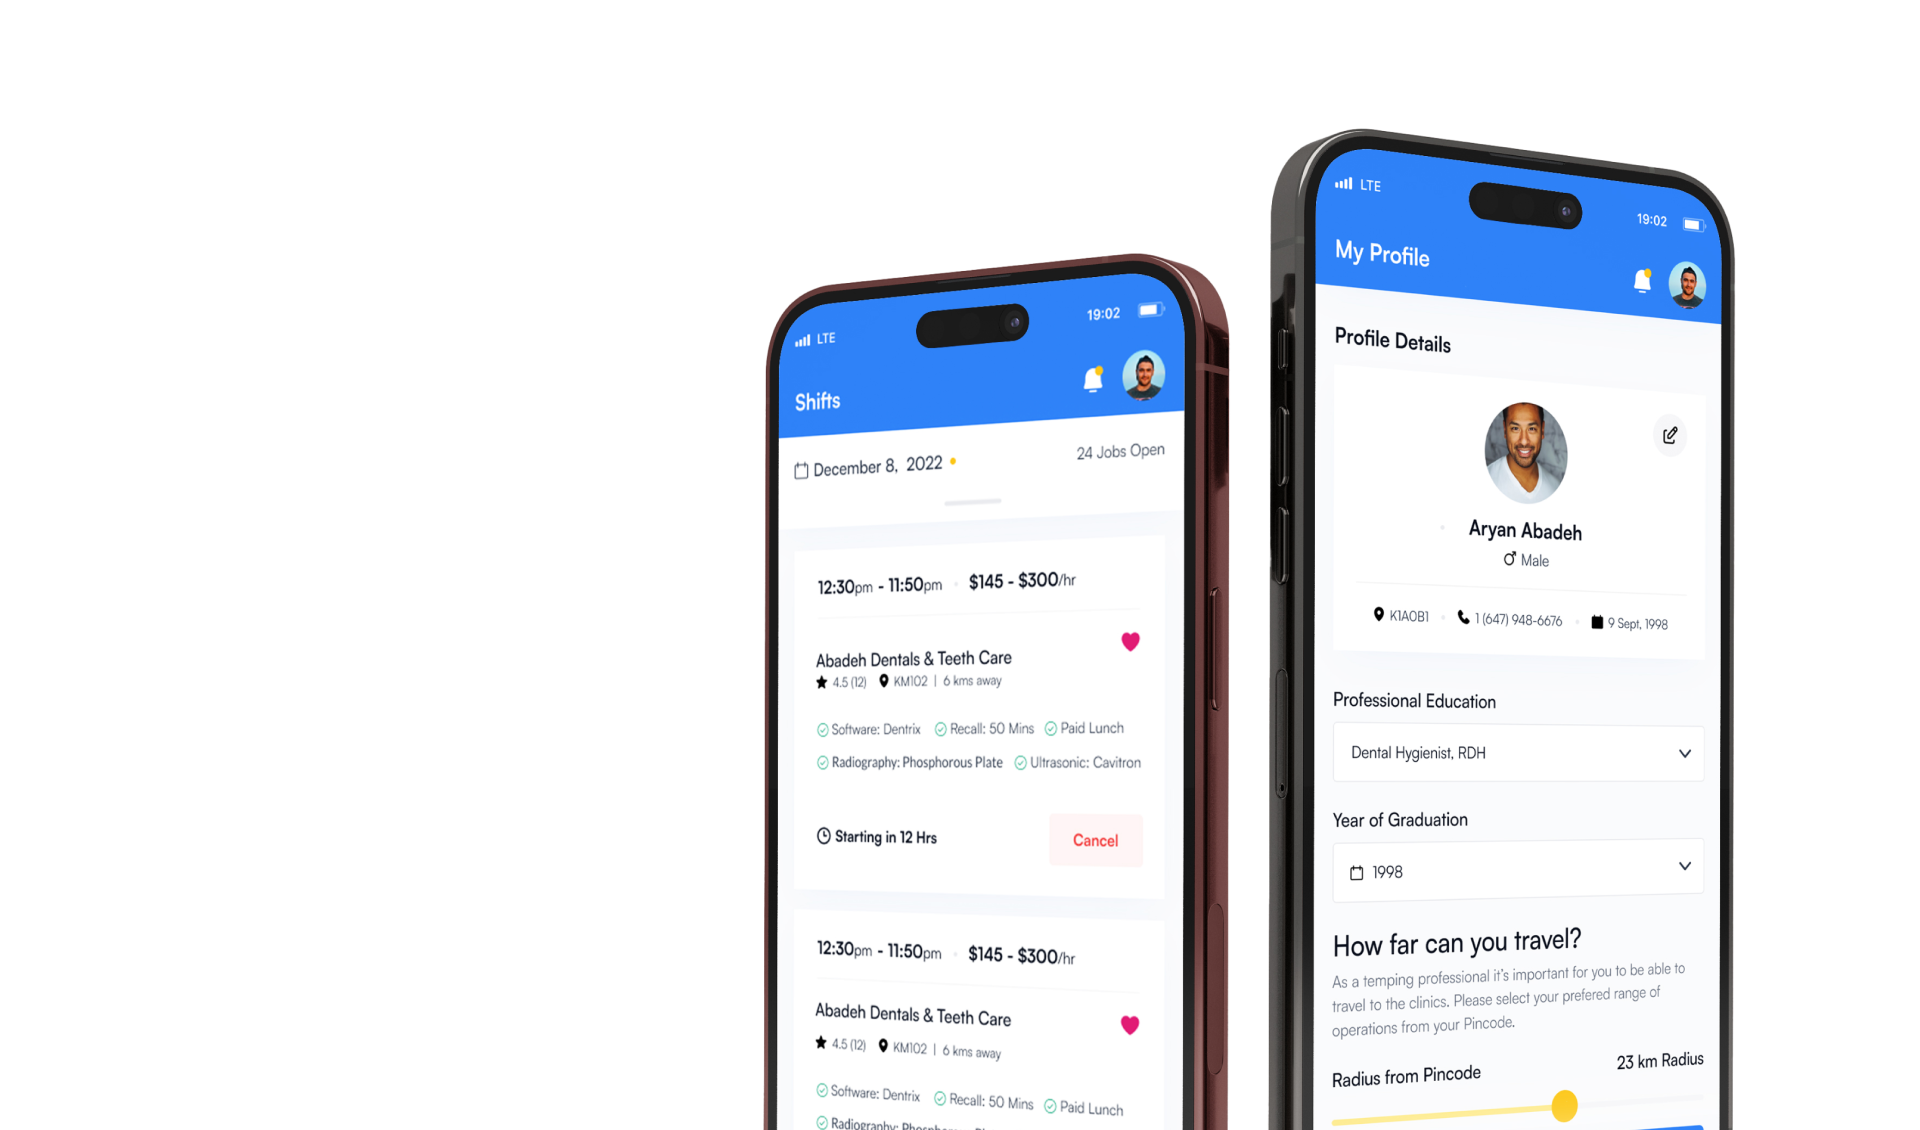 LTE
19:02
Shifts
December 8, 2022
24 Jobs Open
12:30pm - 11:50pm
$145 - $300/hr
Abadeh Dentals & Teeth Care
4.5 (12) KM102 | 6 kms away
Software: Dentrix Recall: 50 Mins Paid Lunch
Radiography: Phosphorous Plate Ultrasonic: Cavitron
Starting in 12 Hrs
Cancel
12:30pm - 11:50pm
$145 - $300/hr
Abadeh Dentals & Teeth Care
4.5 (12) KM102 | 6 kms away
Software: Dentrix Recall: 50 Mins Paid Lunch
Radiography:
LTE
19:02
My Profile
Profile Details
Aryan Abadeh
Male
K1A0B1 1 (647) 948-6676 9 Sept, 1998
Professional Education
Dental Hygienist, RDH
Year of Graduation
1998
How far can you travel?
As a temping professional it's important for you to be able to
travel to the clinics. Please select your prefered range of
operations from your Pincode.
Radius from Pincode
23 km Radius